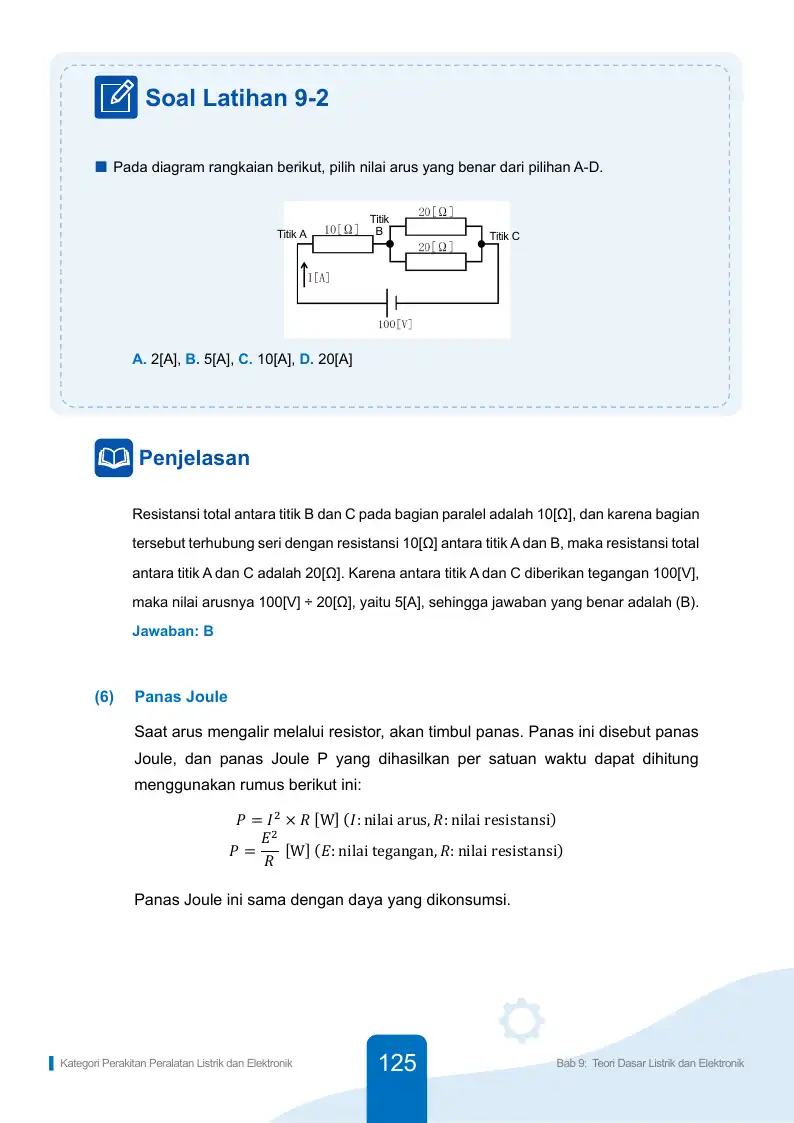 Soal Latihan 9-2
■ Pada diagram rangkaian berikut, pilih nilai arus yang benar dari pilihan A-D.
Titik A
10[Ω]
Titik
B
20[Ω]
20[Ω]
Titik C
I[A]
100[V]
A. 2[A], B. 5[A], C. 10[A], D. 20[A]
Penjelasan
Resistansi total antara titik B dan C pada bagian paralel adalah 10[Ω], dan karena bagian
tersebut terhubung seri dengan resistansi 10[Ω] antara titik A dan B, maka resistansi total
antara titik A dan C adalah 20[Ω]. Karena antara titik A dan C diberikan tegangan 100[V],
maka nilai arusnya 100[V] ÷ 20[Ω], yaitu 5[A], sehingga jawaban yang benar adalah (B).
Jawaban: B
(6) Panas Joule
Saat arus mengalir melalui resistor, akan timbul panas. Panas ini disebut panas
Joule, dan panas Joule P yang dihasilkan per satuan waktu dapat dihitung
menggunakan rumus berikut ini:
P = I² × R [W] (I: nilai arus, R: nilai resistansi)
P = E²/R [W] (E: nilai tegangan, R: nilai resistansi)
Panas Joule ini sama dengan daya yang dikonsumsi.
Kategori Perakitan Peralatan Listrik dan Elektronik
125
Bab 9: Teori Dasar Listrik dan Elektronik